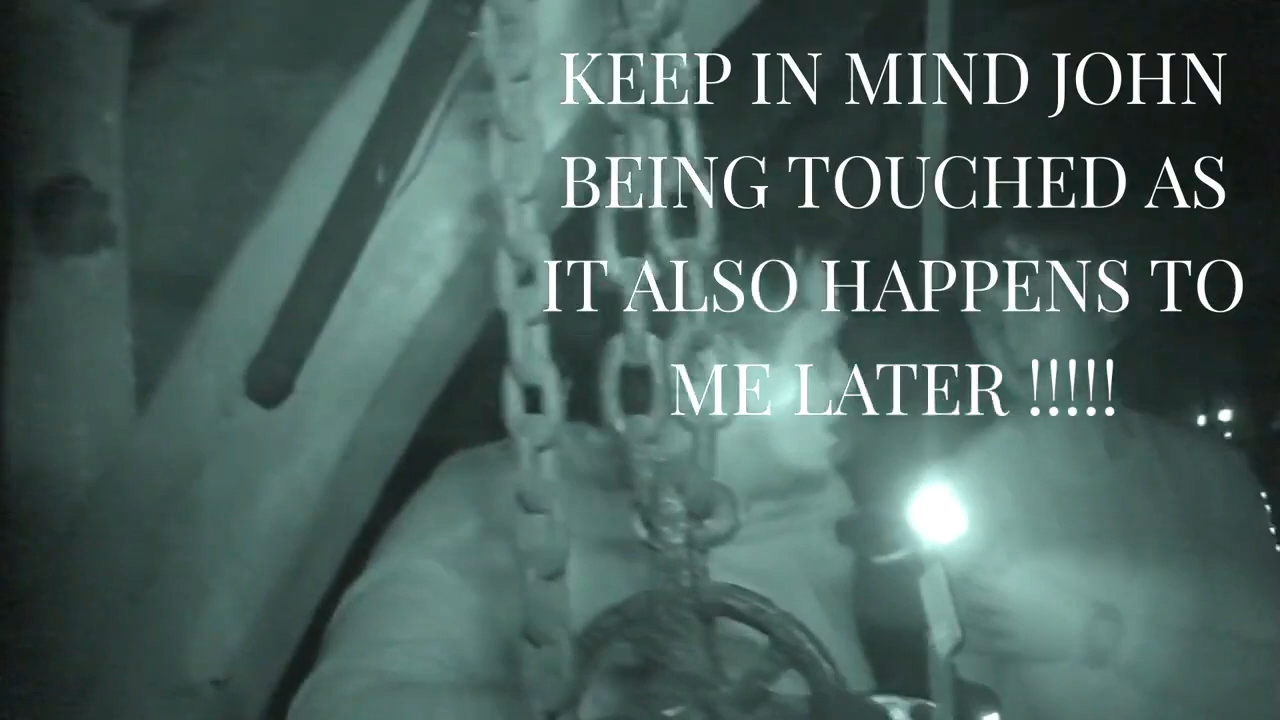 KEEP IN MIND JOHN
BEING TOUCHED AS
IT ALSO HAPPENS TO
ME LATER !!!!!